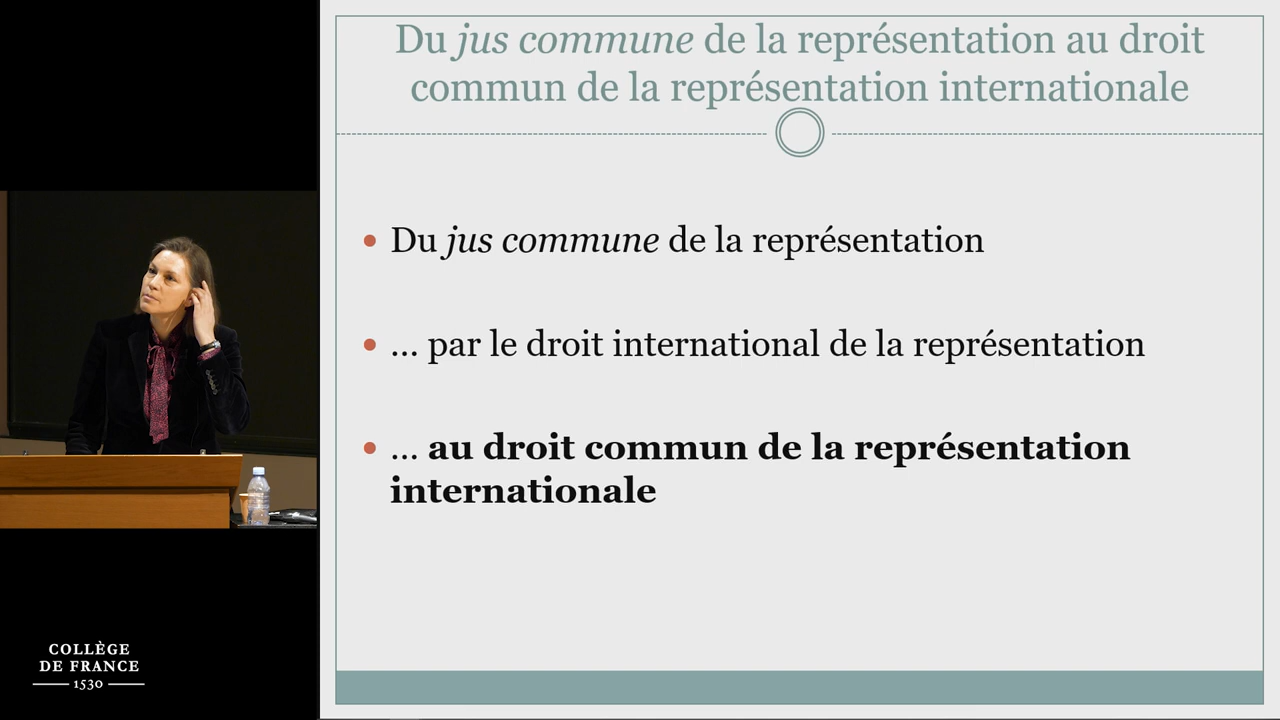 Du jus commune de la représentation au droit
commun de la représentation internationale
• Du jus commune de la représentation
• ... par le droit international de la représentation
• ... au droit commun de la représentation
internationale
COLLÈGE
DE FRANCE
1530